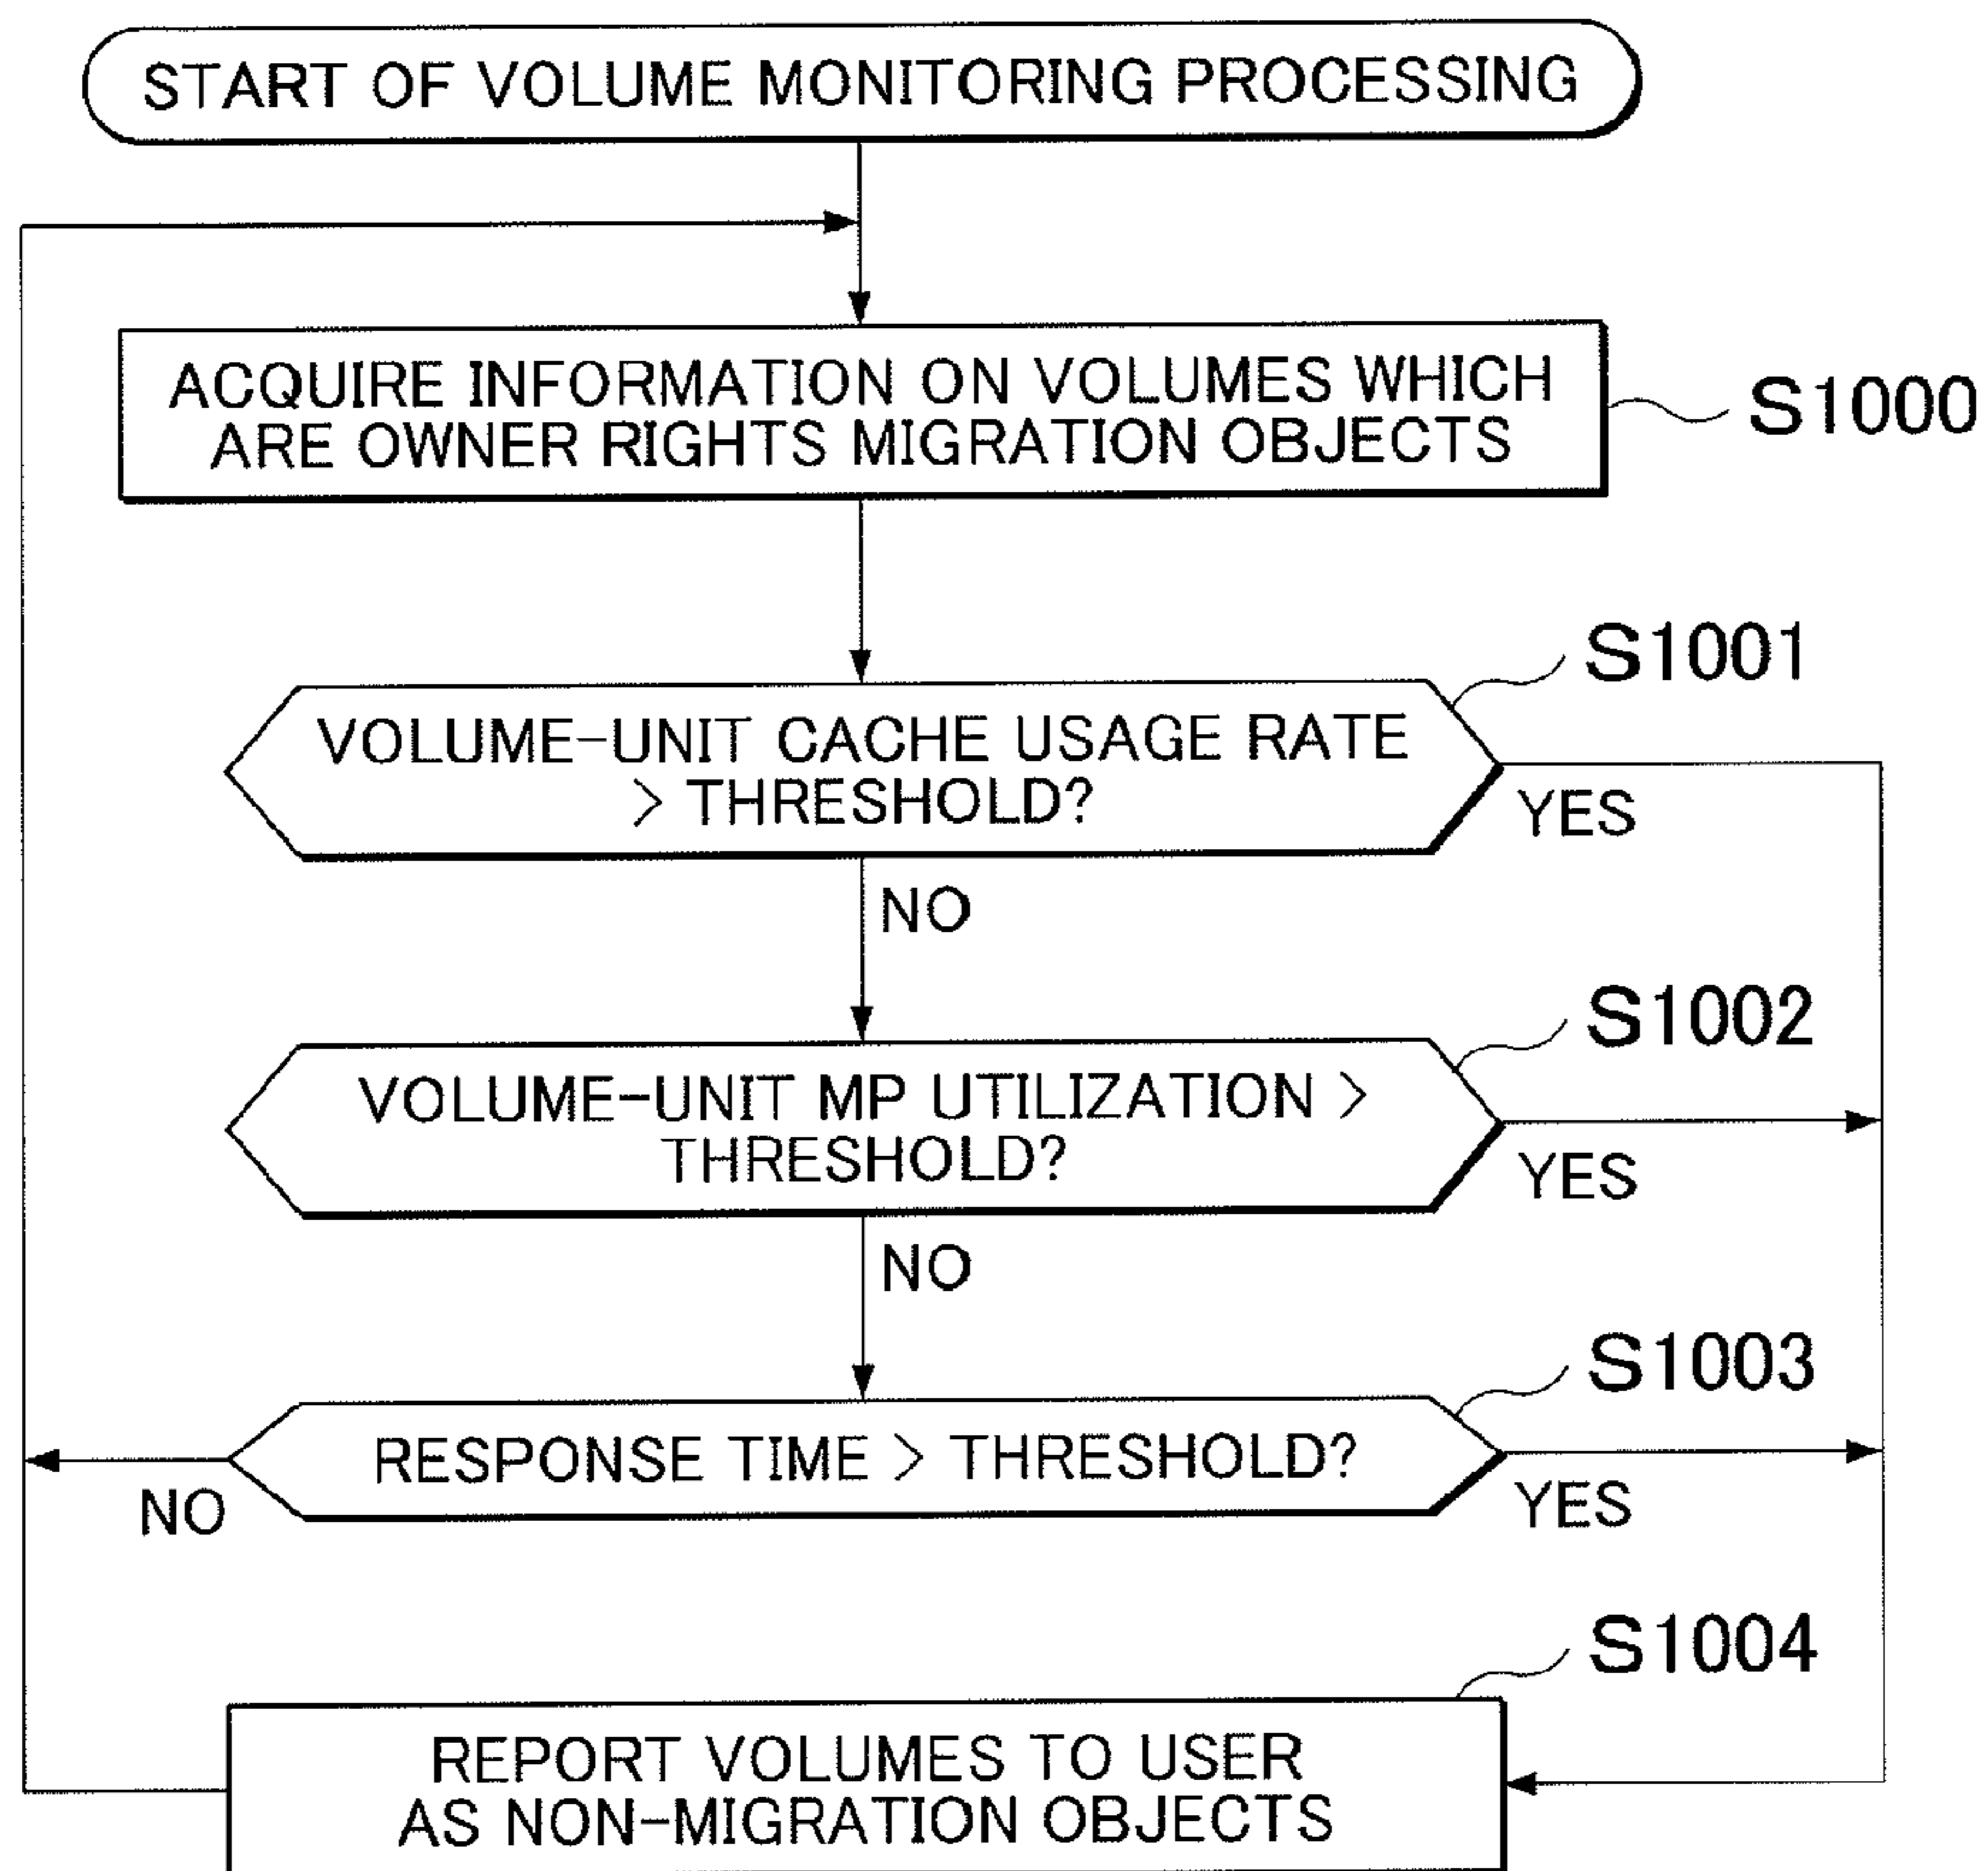 START OF VOLUME MONITORING PROCESSING
ACQUIRE INFORMATION ON VOLUMES WHICH
ARE OWNER RIGHTS MIGRATION OBJECTS
S1000
S1001
VOLUME-UNIT CACHE USAGE RATE
> THRESHOLD?
YES
NO
S1002
VOLUME-UNIT MP UTILIZATION >
THRESHOLD?
YES
NO
S1003
RESPONSE TIME > THRESHOLD?
NO
YES
S1004
REPORT VOLUMES TO USER
AS NON-MIGRATION OBJECTS